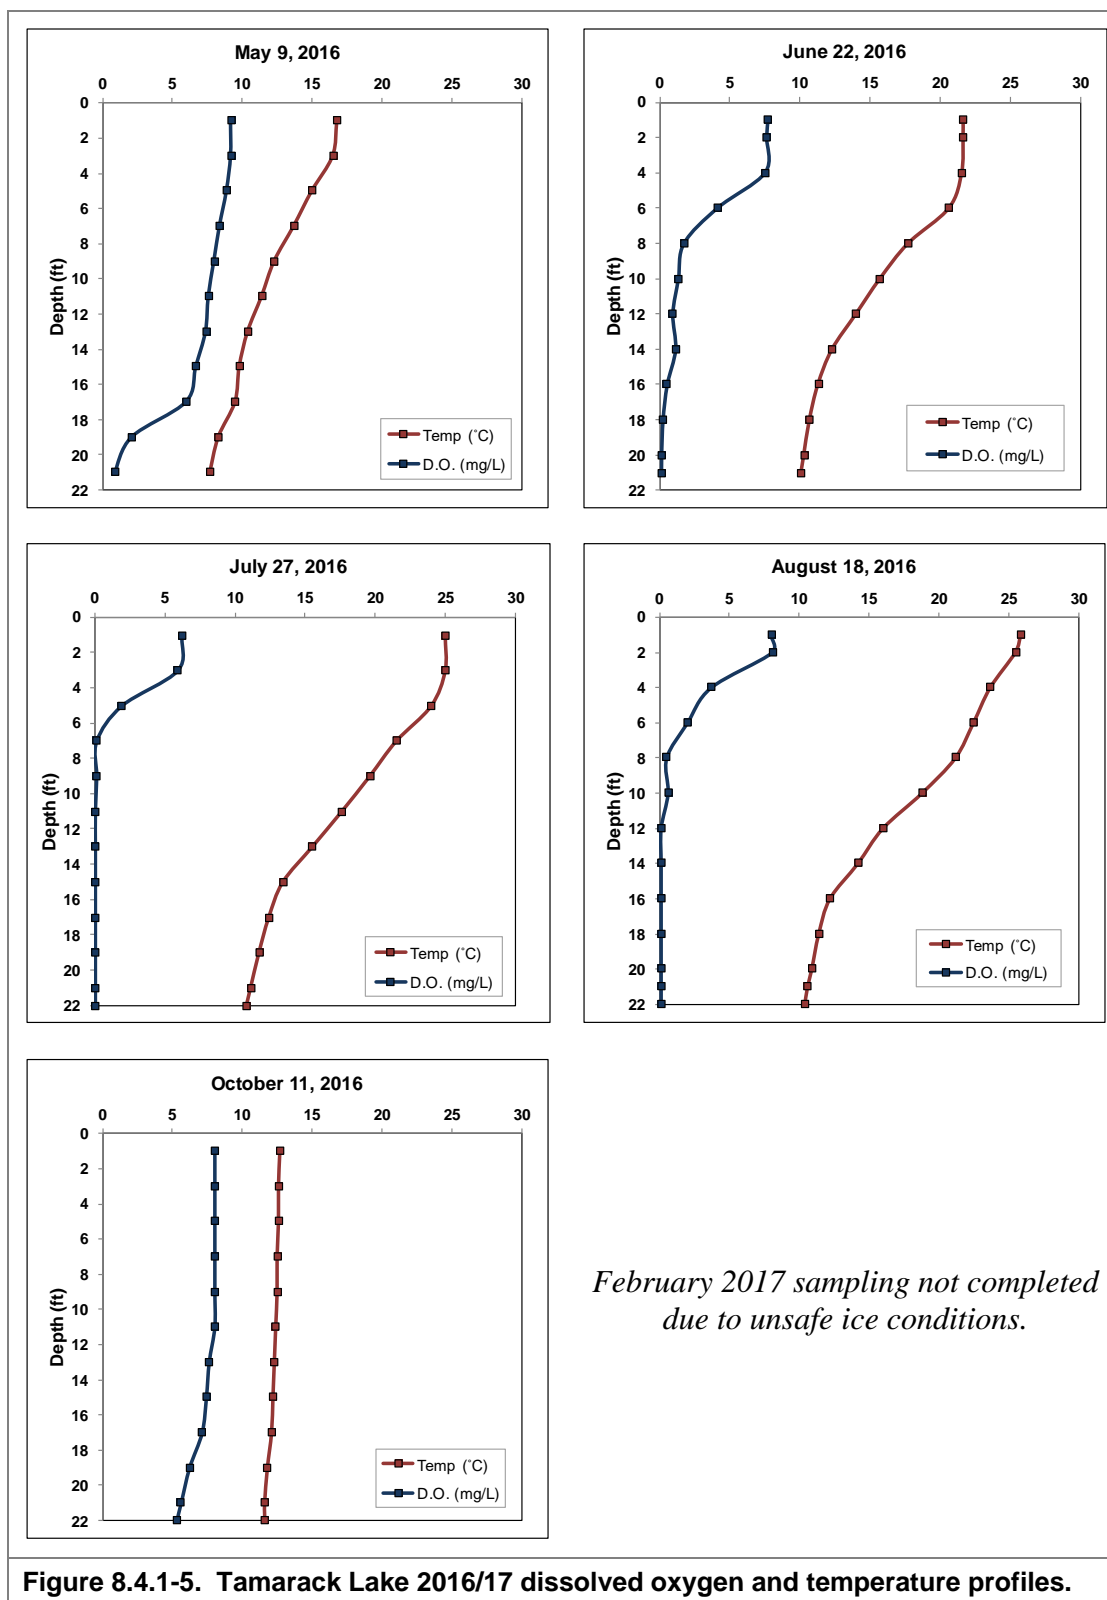 May 9, 2016
0 5 10 15 20 25 30
0
2
4
6
8
10
12
14
16
18
20
22
Depth (ft)
Temp (˚C)
D.O. (mg/L)
June 22, 2016
0 5 10 15 20 25 30
0
2
4
6
8
10
12
14
16
18
20
22
Depth (ft)
Temp (˚C)
D.O. (mg/L)
July 27, 2016
0 5 10 15 20 25 30
0
2
4
6
8
10
12
14
16
18
20
22
Depth (ft)
Temp (˚C)
D.O. (mg/L)
August 18, 2016
0 5 10 15 20 25 30
0
2
4
6
8
10
12
14
16
18
20
22
Depth (ft)
Temp (˚C)
D.O. (mg/L)
October 11, 2016
0 5 10 15 20 25 30
0
2
4
6
8
10
12
14
16
18
20
22
Depth (ft)
Temp (˚C)
D.O. (mg/L)
February 2017 sampling not completed
due to unsafe ice conditions.
Figure 8.4.1-5. Tamarack Lake 2016/17 dissolved oxygen and temperature profiles.